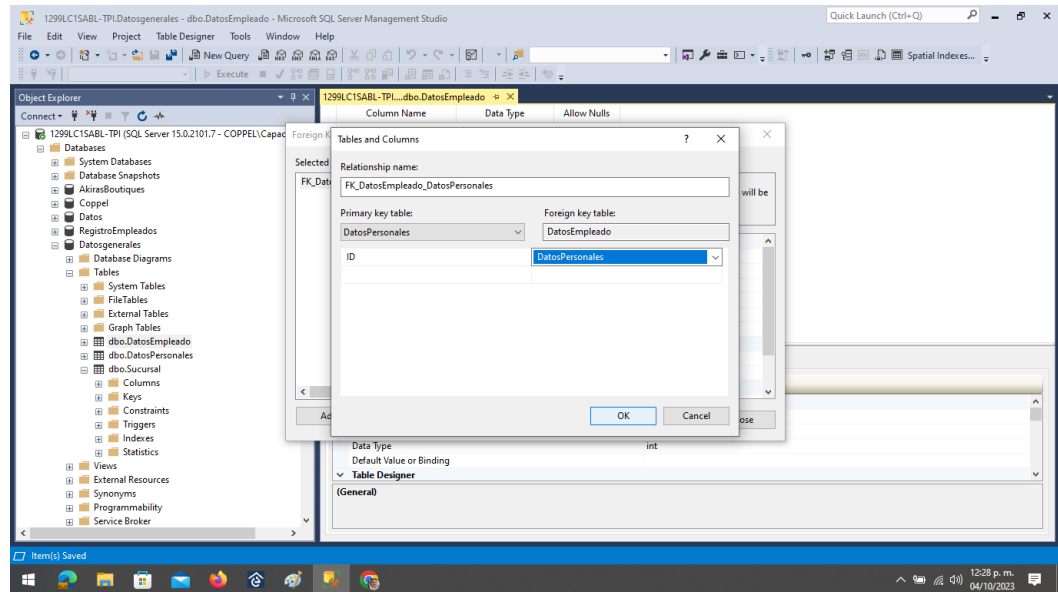 1299LC1SABL-TPI.Datosgenerales - dbo.DatosEmpleado - Microsoft SQL Server Management Studio
Quick Launch (Ctrl+Q)
File Edit View Project Table Designer Tools Window Help
New Query
Spatial Indexes...
Execute
Object Explorer
1299LC1SABL-TPI....dbo.DatosEmpleado
Connect
Column Name Data Type Allow Nulls
1299LC1SABL-TPI (SQL Server 15.0.2101.7 - COPPEL\Capac
Databases
System Databases
Database Snapshots
AkirasBoutiques
Coppel
Datos
RegistroEmpleados
Datosgenerales
Database Diagrams
Tables
System Tables
FileTables
External Tables
Graph Tables
dbo.DatosEmpleado
dbo.DatosPersonales
dbo.Sucursal
Columns
Keys
Constraints
Triggers
Indexes
Statistics
Views
External Resources
Synonyms
Programmability
Service Broker
Foreign K
Selected
FK_Dat
will be
Ad
ose
Tables and Columns ? 
Relationship name:
FK_DatosEmpleado_DatosPersonales
Primary key table: Foreign key table:
DatosPersonales DatosEmpleado
ID DatosPersonales
OK Cancel
Data Type int
Default Value or Binding
Table Designer
(General)
Item(s) Saved
12:28 p. m.
04/10/2023